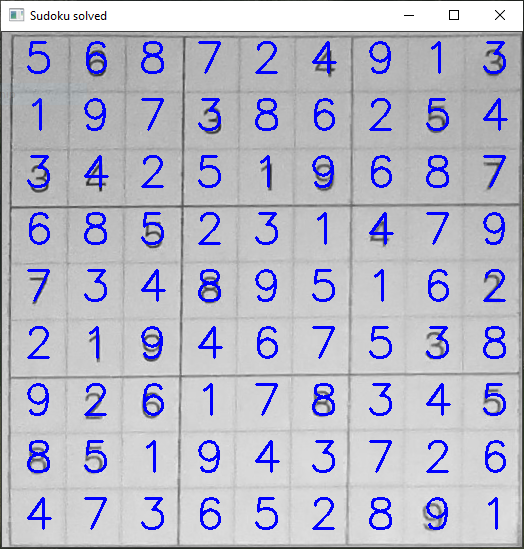 Sudoku solved
5 6 8 7 2 4 9 1 3
1 9 7 3 8 6 2 5 4
3 4 2 5 1 9 6 8 7
6 8 5 2 3 1 4 7 9
7 3 4 8 9 5 1 6 2
2 1 9 4 6 7 5 3 8
9 2 6 1 7 8 3 4 5
8 5 1 9 4 3 7 2 6
4 7 3 6 5 2 8 9 1